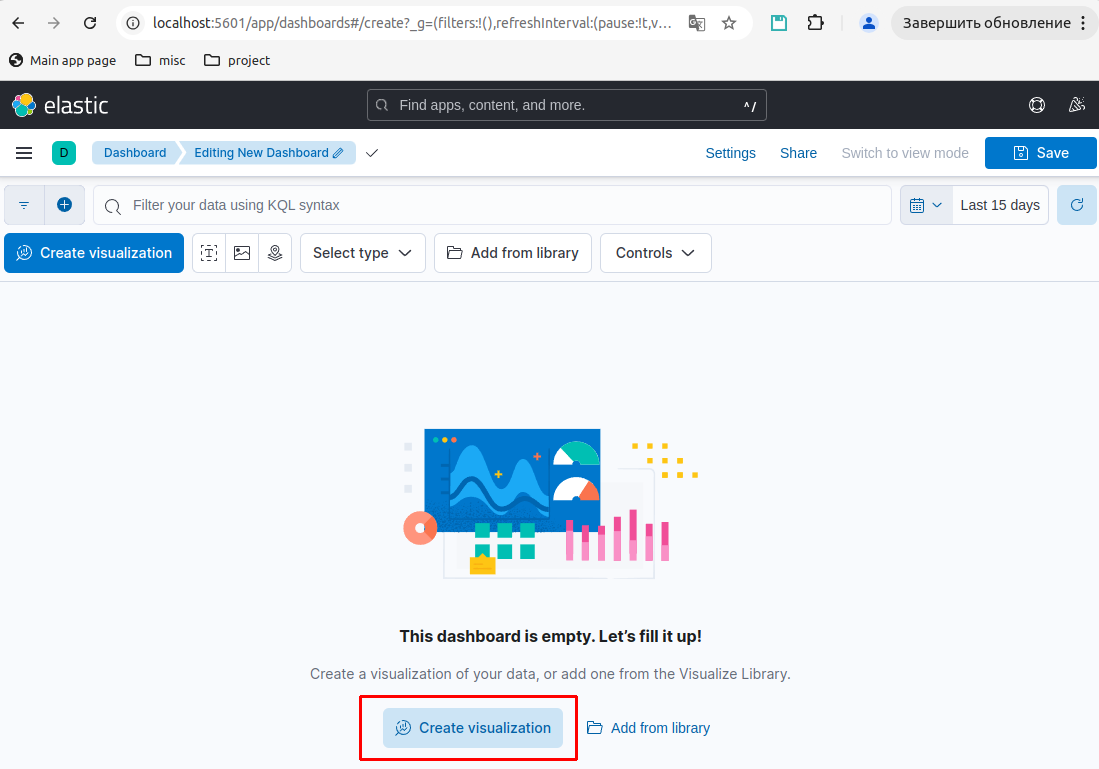 localhost:5601/app/dashboards#/create?_g=(filters:!(),refreshInterval:(pause:!t,v...
Завершить обновление
Main app page misc project
elastic
Find apps, content, and more. ^/
D Dashboard Editing New Dashboard
Settings Share Switch to view mode Save
Filter your data using KQL syntax
Last 15 days
Create visualization
T
Select type
Add from library
Controls
This dashboard is empty. Let’s fill it up!
Create a visualization of your data, or add one from the Visualize Library.
Create visualization Add from library